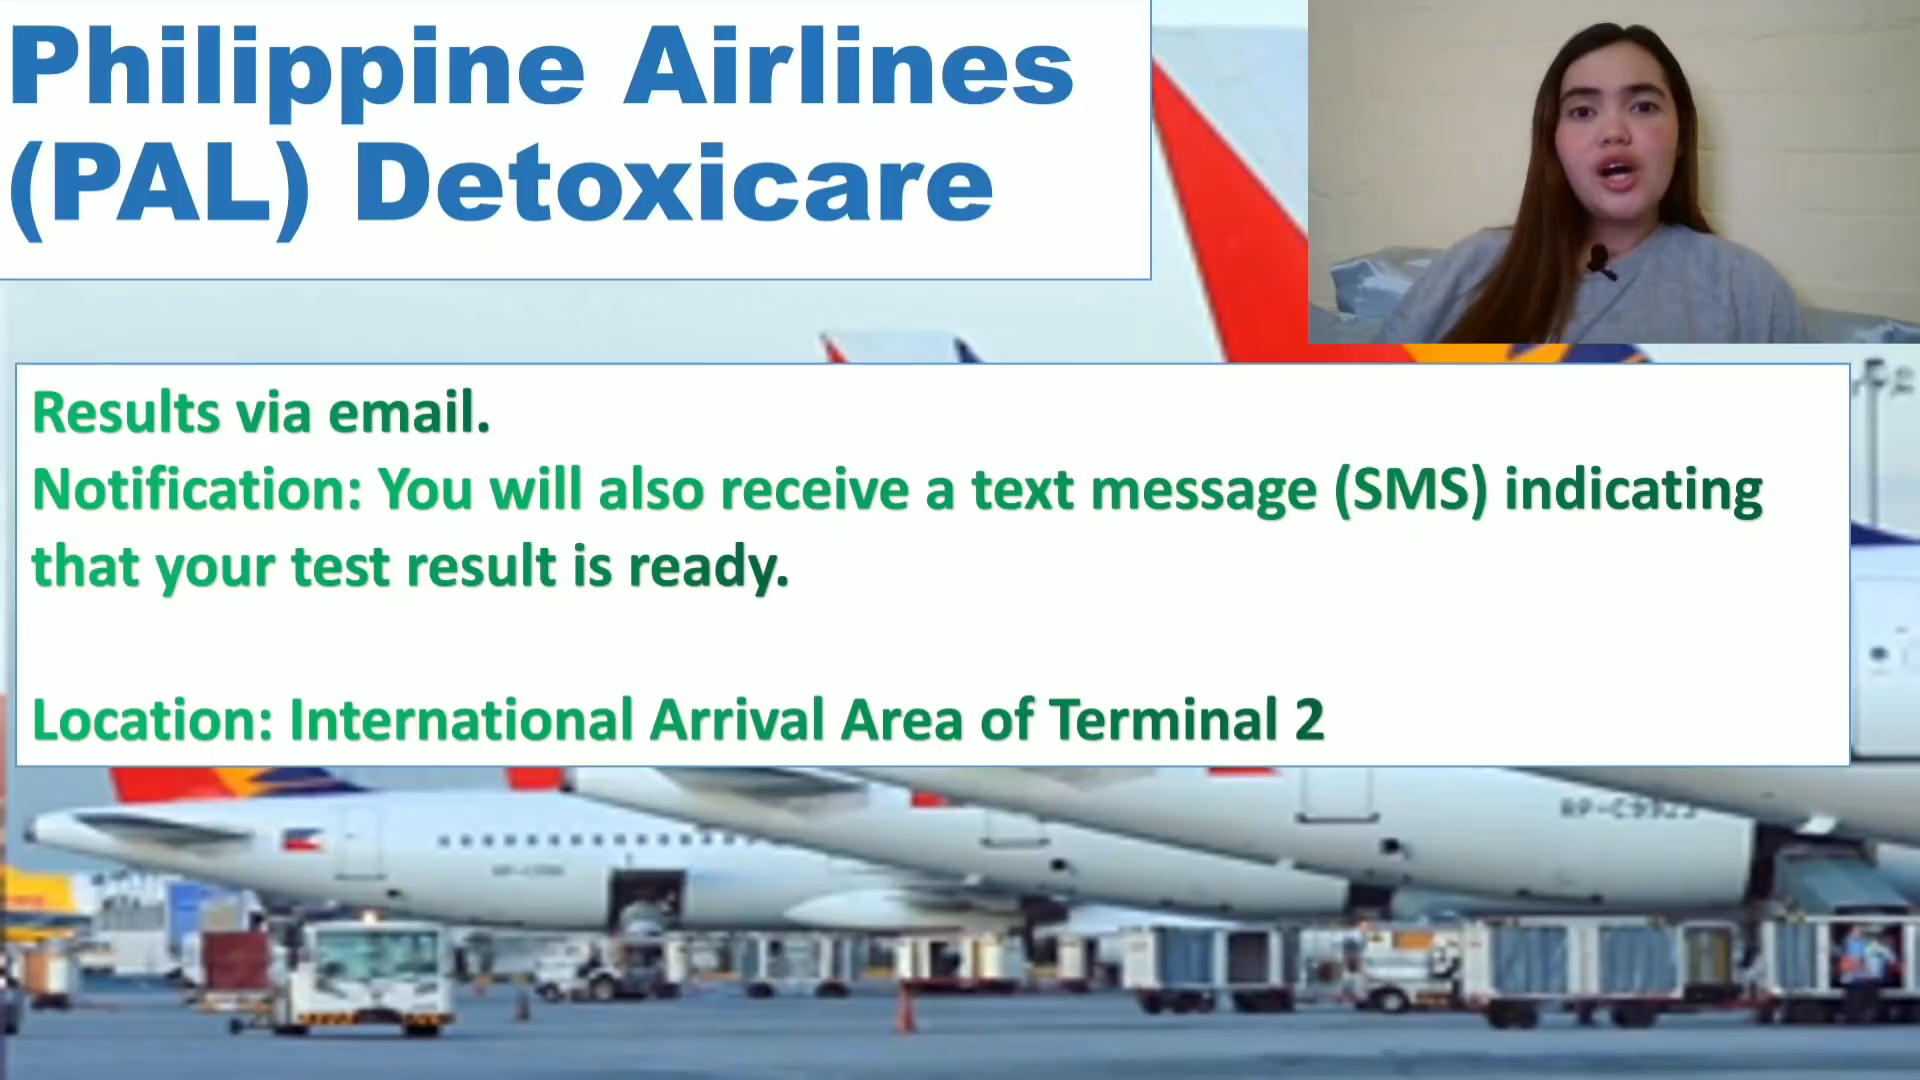 Philippine Airlines
(PAL) Detoxicare
Results via email.
Notification: You will also receive a text message (SMS) indicating
that your test result is ready.
Location: International Arrival Area of Terminal 2